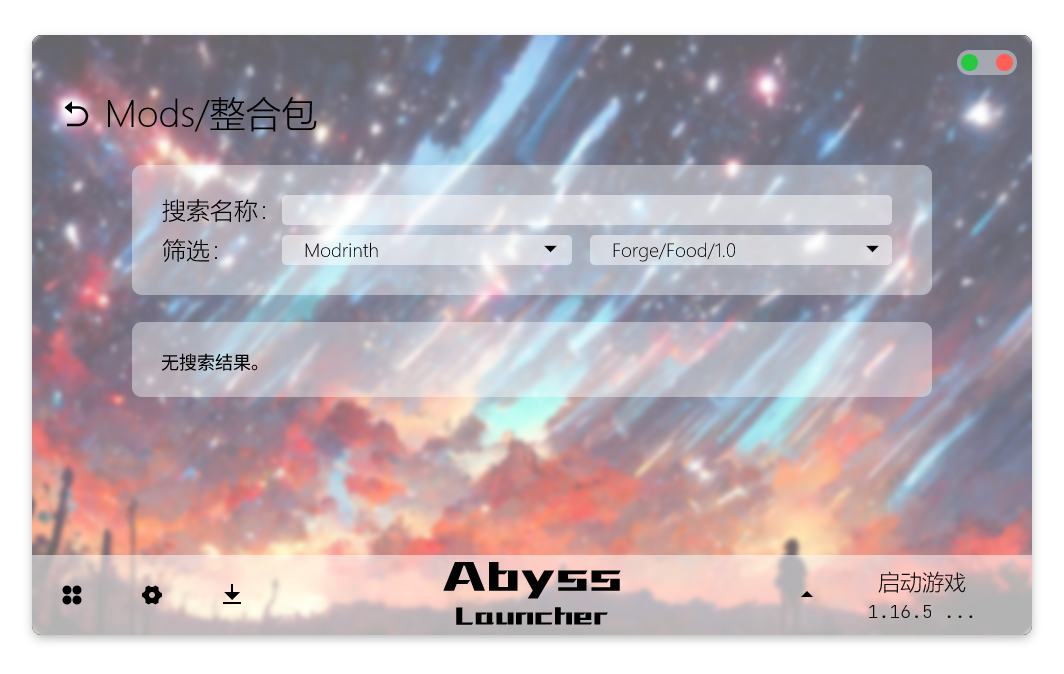 Mods/整合包
搜索名称：
筛选： Modrinth Forge/Food/1.0
无搜索结果。
Abyss
Launcher
启动游戏
1.16.5 ...